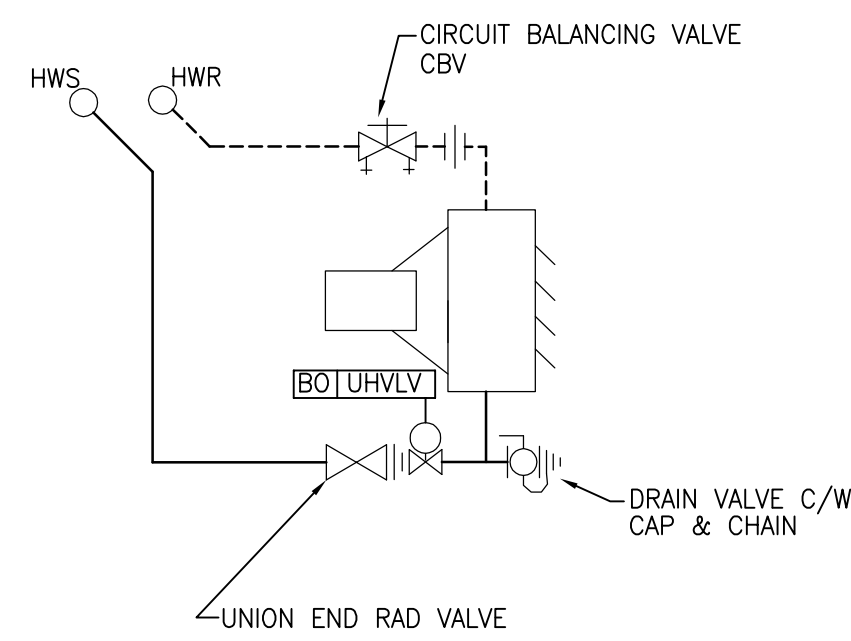 CIRCUIT BALANCING VALVE
CBV
HWS
HWR
BO UHVLV
DRAIN VALVE C/W
CAP & CHAIN
UNION END RAD VALVE